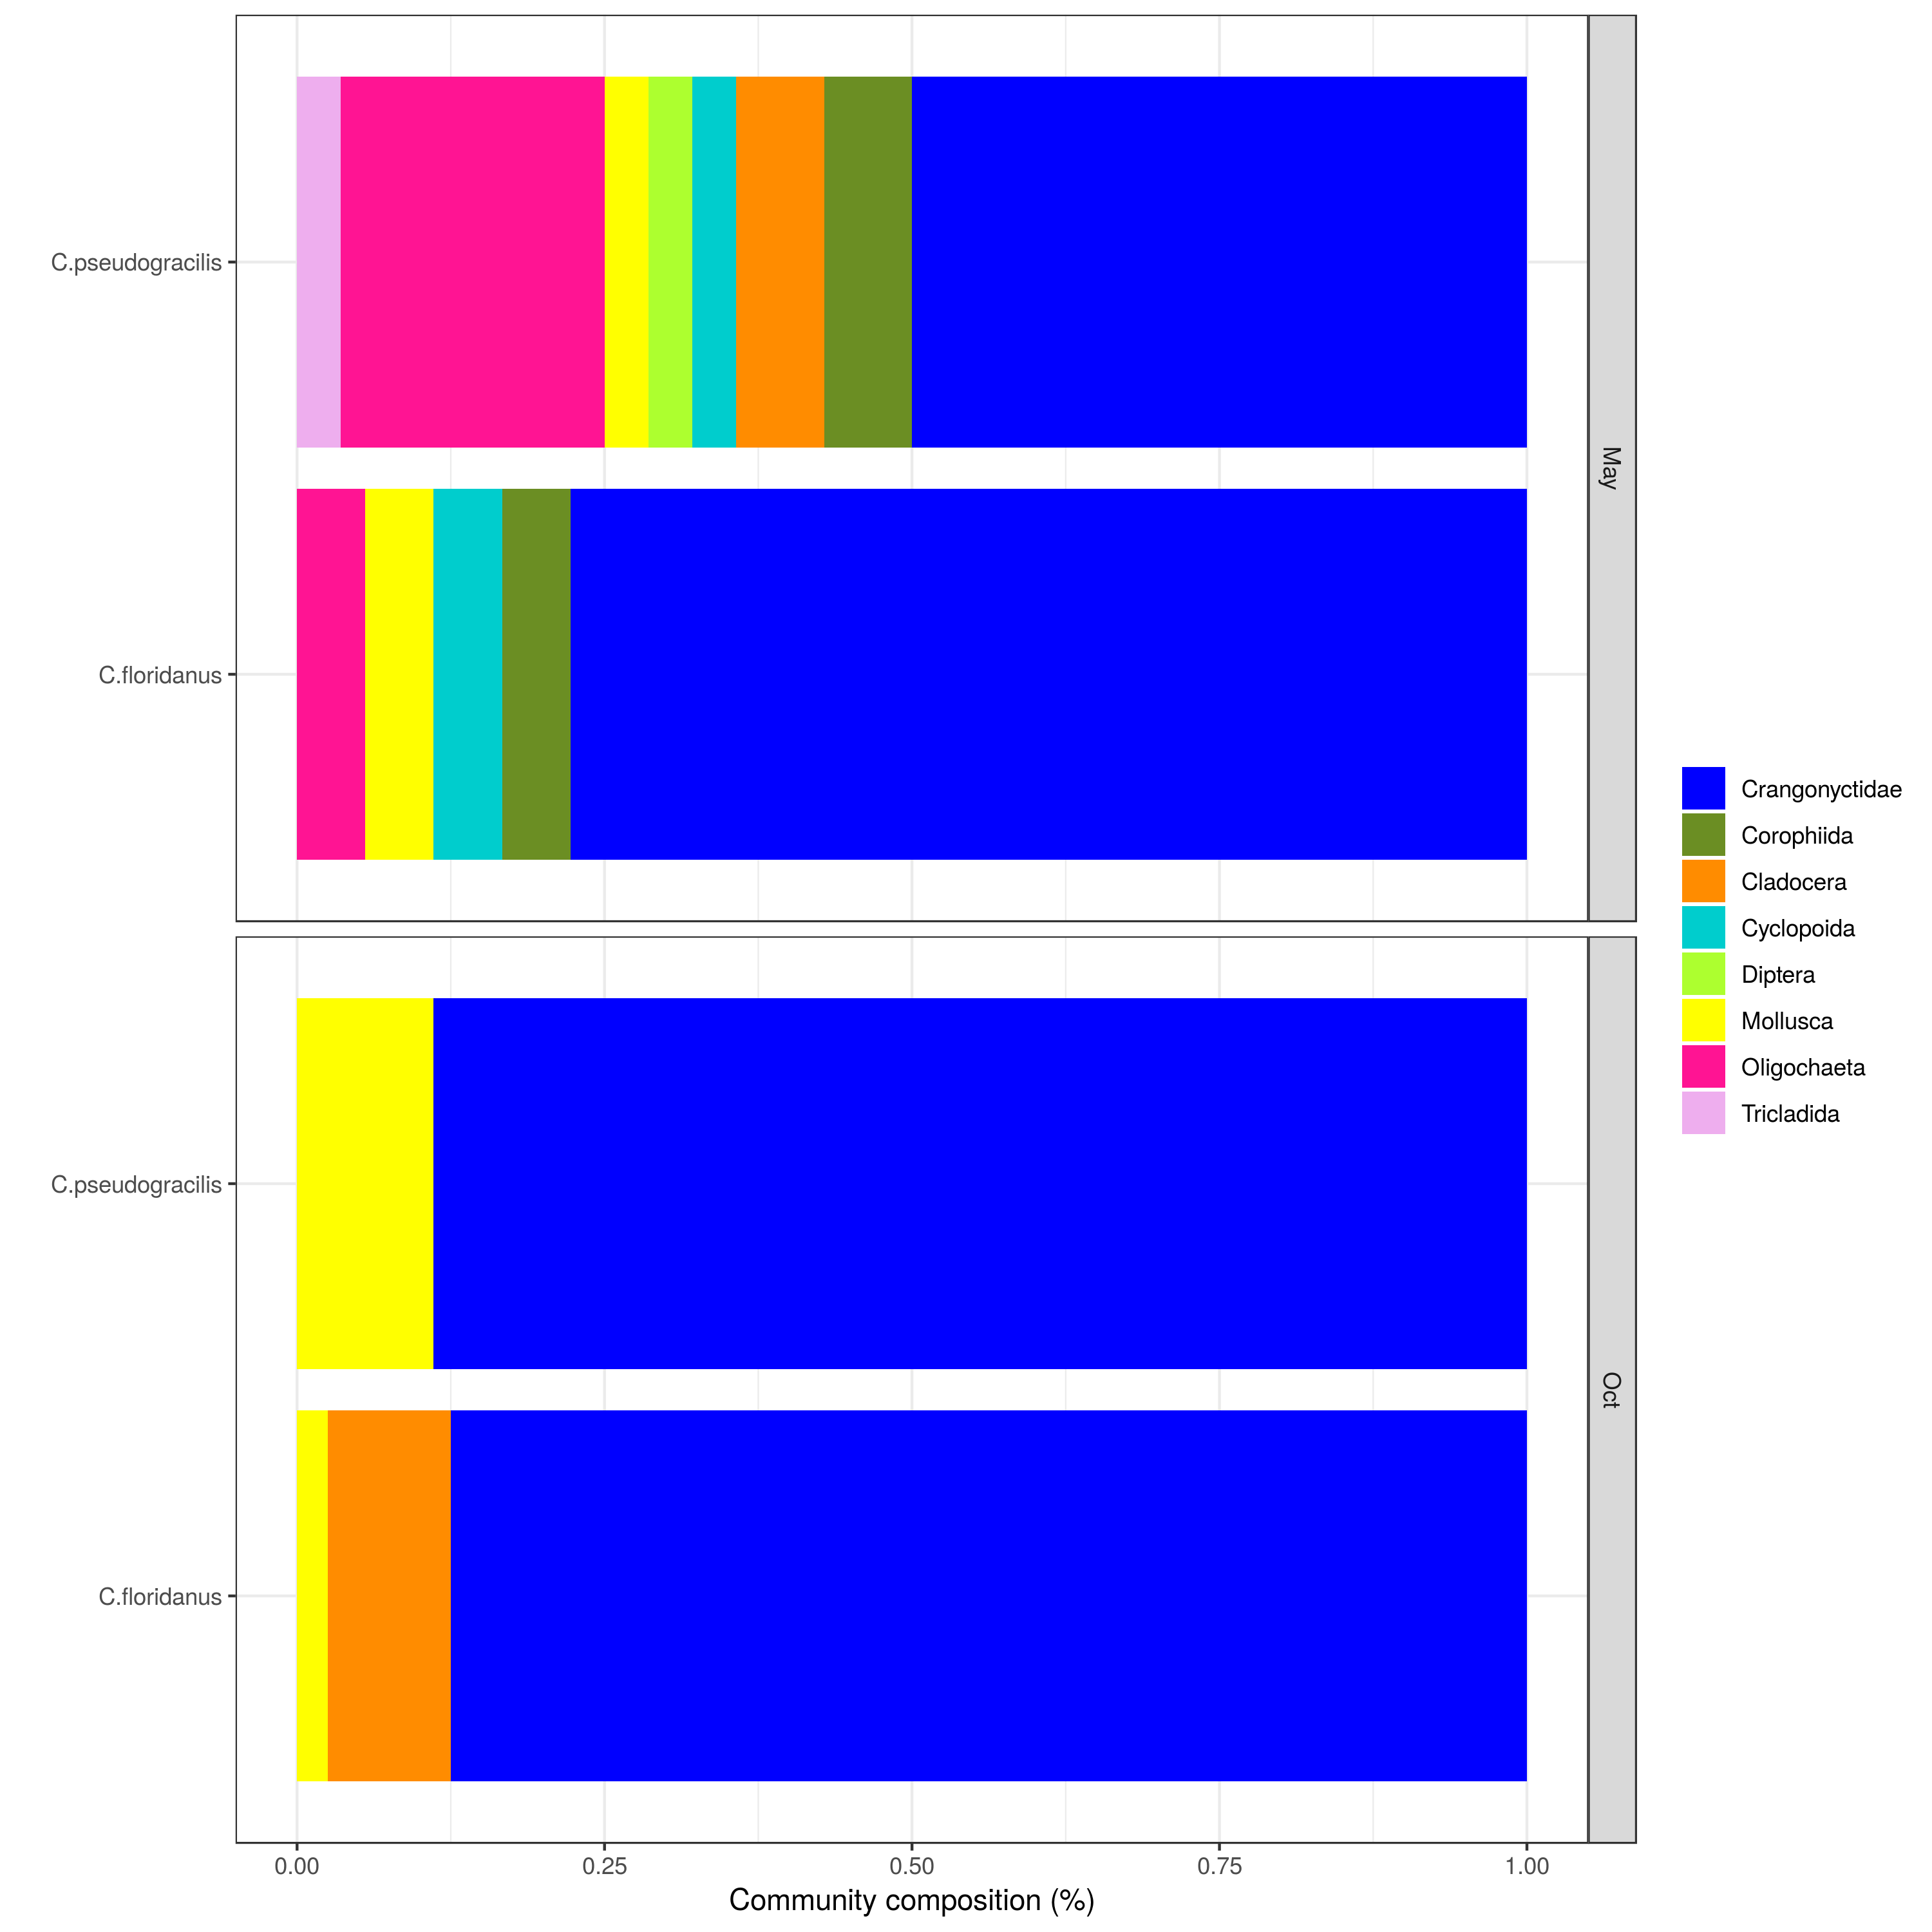 C.pseudogracilis
C.floridanus
May
C.pseudogracilis
C.floridanus
Oct
0.00 0.25 0.50 0.75 1.00
Community composition (%)
Crangonyctidae
Corophiida
Cladocera
Cyclopoida
Diptera
Mollusca
Oligochaeta
Tricladida